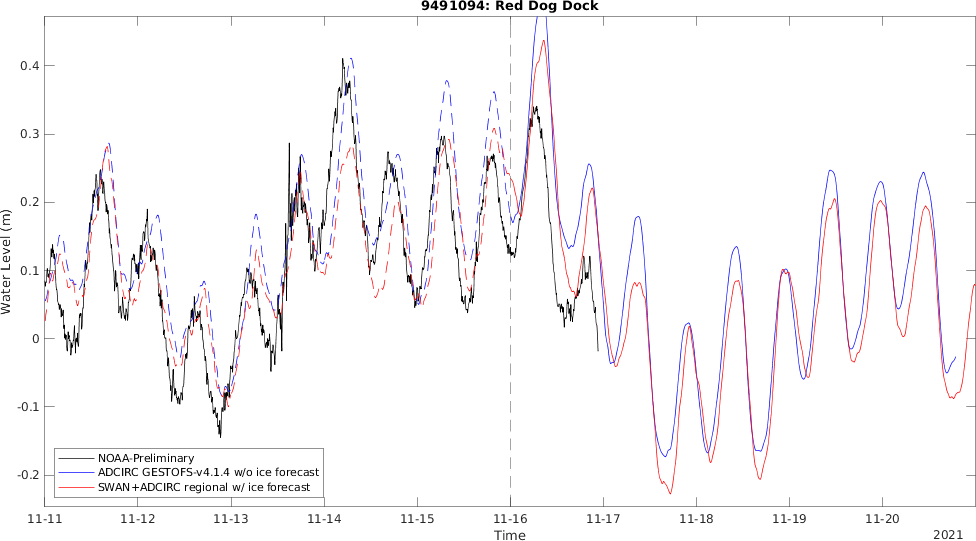 9491094: Red Dog Dock
Water Level (m)
0.4
0.3
0.2
0.1
0
-0.1
-0.2
NOAA-Preliminary
ADCIRC GESTOFS-v4.1.4 w/o ice forecast
SWAN+ADCIRC regional w/ ice forecast
11-11 11-12 11-13 11-14 11-15 11-16 11-17 11-18 11-19 11-20
Time
2021